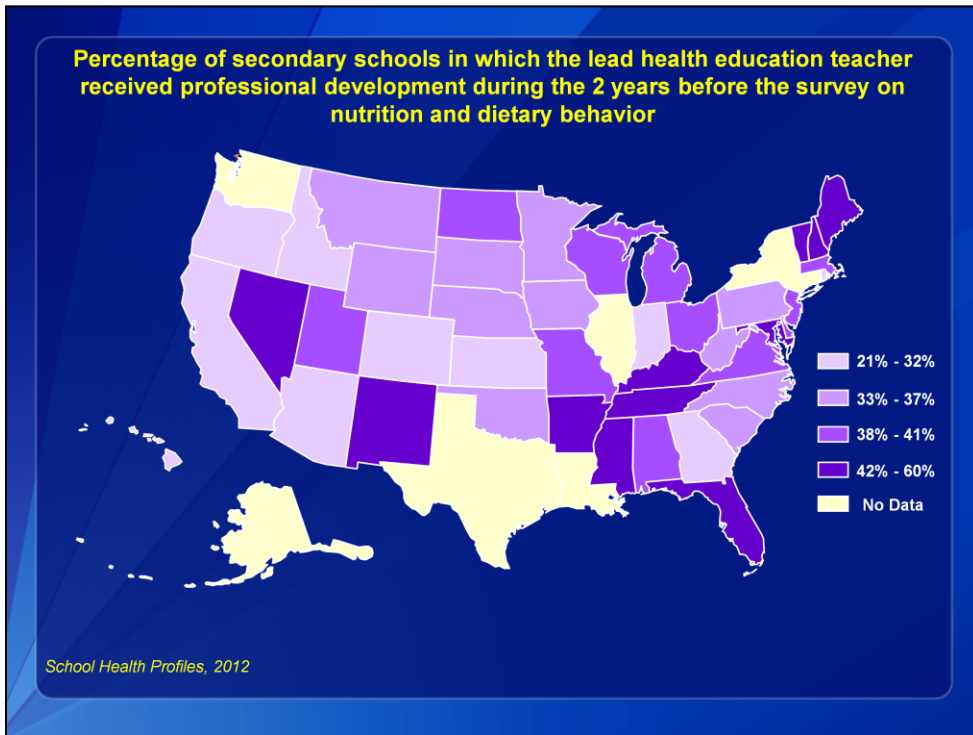 Percentage of secondary schools in which the lead health education teacher
received professional development during the 2 years before the survey on
nutrition and dietary behavior
21% - 32%
33% - 37%
38% - 41%
42% - 60%
No Data
School Health Profiles, 2012